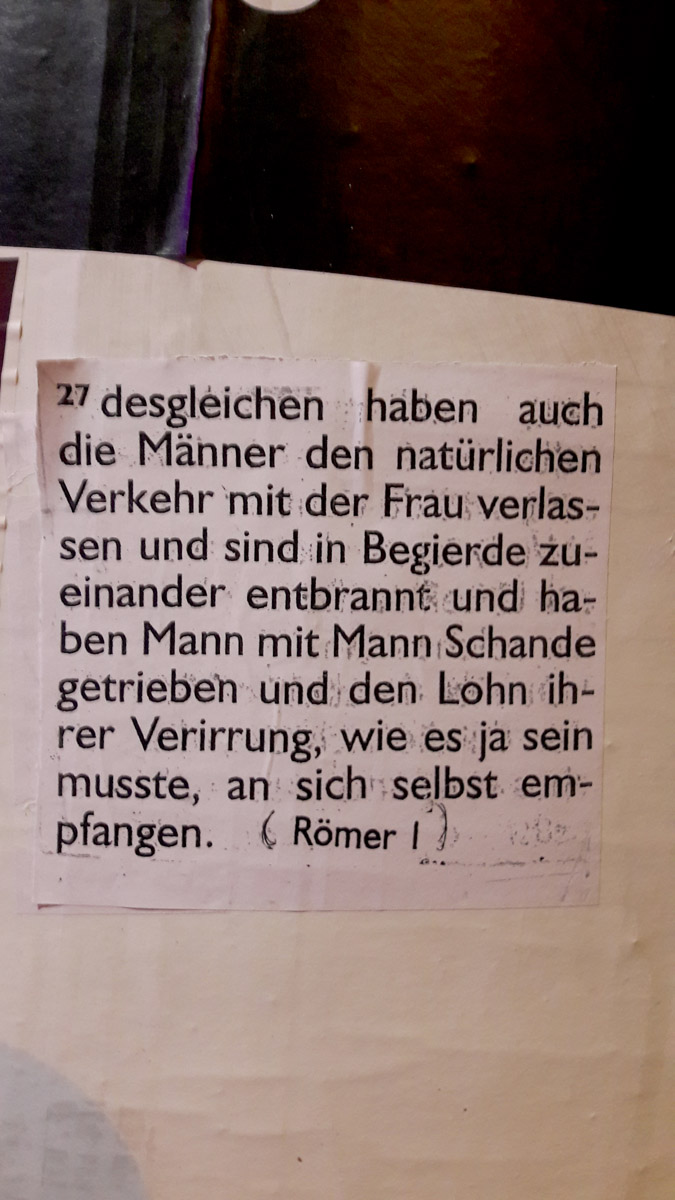 27 desgleichen haben auch
die Männer den natürlichen
Verkehr mit der Frau verlas-
sen und sind in Begierde zu-
einander entbrannt und ha-
ben Mann mit Mann Schande
getrieben und den Lohn ih-
rer Verirrung, wie es ja sein
musste, an sich selbst em-
pfangen. ( Römer 1 )